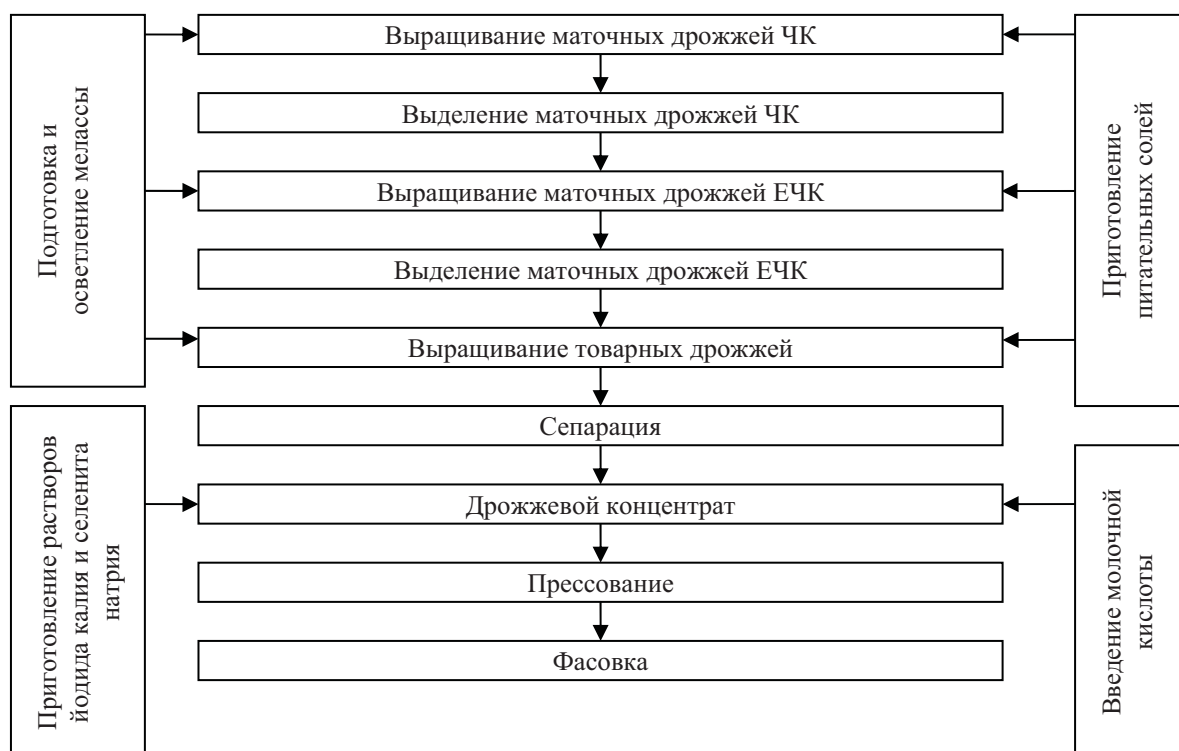 Подготовка и
осветление мелассы
Выращивание маточных дрожжей ЧК
Выделение маточных дрожжей ЧК
Выращивание маточных дрожжей ЕЧК
Выделение маточных дрожжей ЕЧК
Выращивание товарных дрожжей
Приготовление
питательных солей
Приготовление растворов
йодида калия и селенита
натрия
Сепарация
Дрожжевой концентрат
Прессование
Фасовка
Введение молочной
кислоты